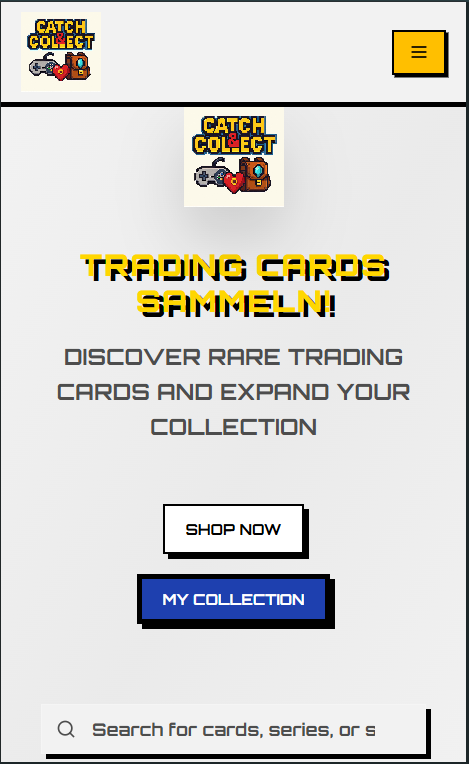 CATCH
& COLLECT
CATCH
& COLLECT
TRADING CARDS
SAMMELN!
DISCOVER RARE TRADING
CARDS AND EXPAND YOUR
COLLECTION
SHOP NOW
MY COLLECTION
Search for cards, series, or s